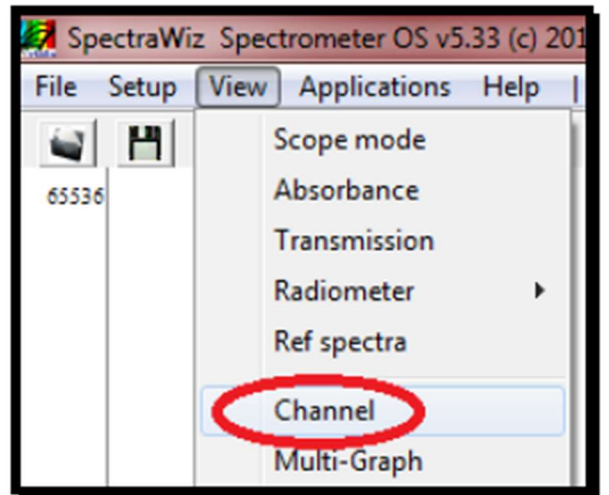 SpectraWiz Spectrometer OS v5.33 (c) 201
File Setup View Applications Help |
65536
Scope mode
Absorbance
Transmission
Radiometer
Ref spectra
Channel
Multi-Graph